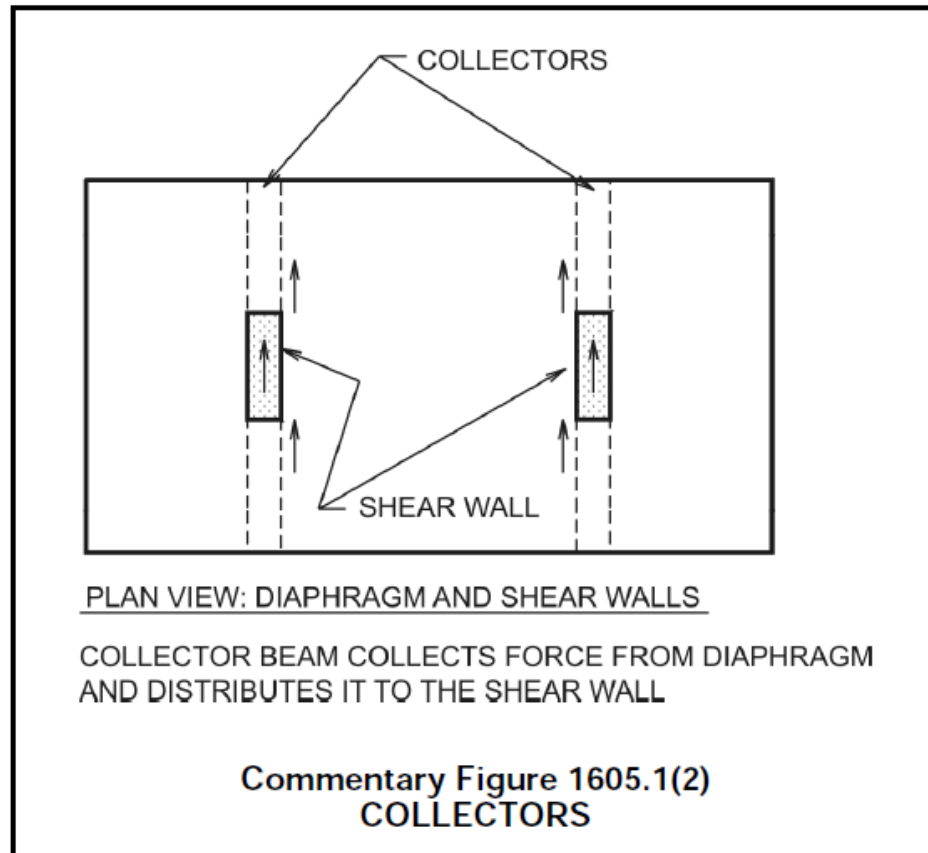 COLLECTORS
SHEAR WALL
PLAN VIEW: DIAPHRAGM AND SHEAR WALLS
COLLECTOR BEAM COLLECTS FORCE FROM DIAPHRAGM
AND DISTRIBUTES IT TO THE SHEAR WALL
Commentary Figure 1605.1(2)
COLLECTORS